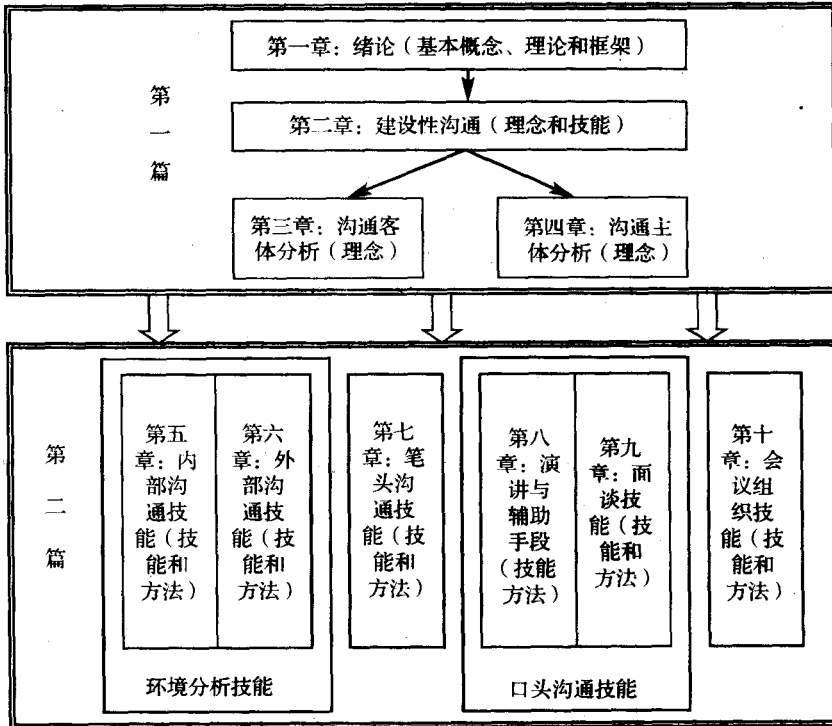 第一篇
第一章：绪论（基本概念、理论和框架）
第二章：建设性沟通（理念和技能）
第三章：沟通客
体分析（理念）
第四章：沟通主
体分析（理念）
第二篇
第五
章：内
部沟
通技
能（技
能和
方法）
第六
章：外
部沟
通技
能（技
能和
方法）
环境分析技能
第七
章：笔
头沟
通技
能（技
能和
方法）
第八
章：演
讲与
辅助
手段
（技能
方法）
第九
章：面
谈技
能（技
能和
方法）
口头沟通技能
第十
章：会
议组
织技
能（技
能和
方法）